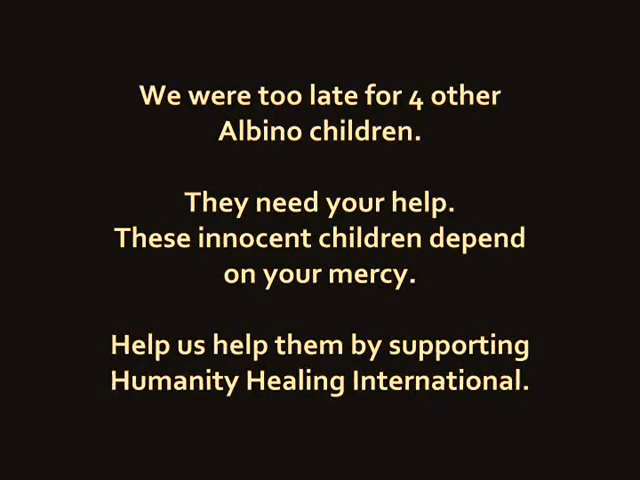 We were too late for 4 other
Albino children.
They need your help.
These innocent children depend
on your mercy.
Help us help them by supporting
Humanity Healing International.